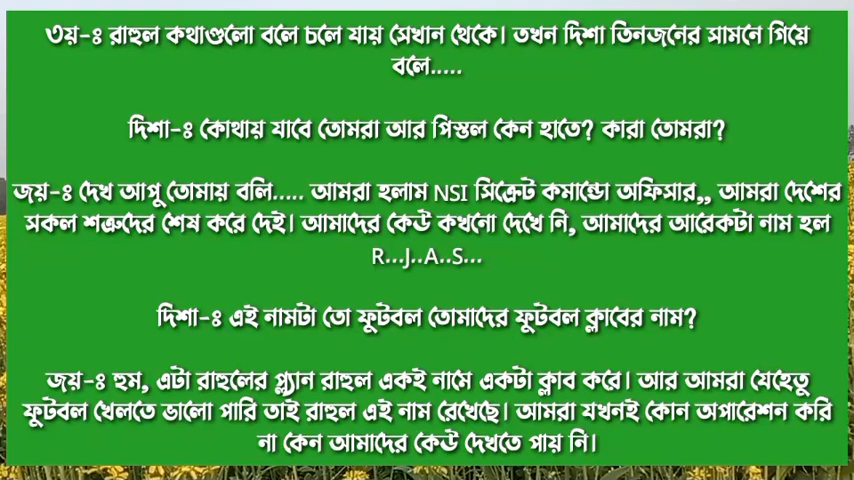 ৩য়-ঃ রাহুল কথাগুলো বলে চলে যায় সেখান থেকে। তখন দিশা তিনজনের সামনে গিয়ে
বলে.....
দিশা-ঃ কোথায় যাবে তোমরা আর পিস্তল কেন হাতে? কারা তোমরা?
জয়-ঃ দেখ আপু তোমায় বলি..... আমরা হলাম NSI সিক্রেট কমান্ডো অফিসার,, আমরা দেশের
সকল শত্রুদের শেষ করে দেই। আমাদের কেউ কখনো দেখে নি, আমাদের আরেকটা নাম হল
R...J..A..S...
দিশা-ঃ এই নামটা তো ফুটবল তোমাদের ফুটবল ক্লাবের নাম?
জয়-ঃ হুম, এটা রাহুলের প্ল্যান রাহুল একই নামে একটা ক্লাব করে। আর আমরা যেহেতু
ফুটবল খেলতে ভালো পারি তাই রাহুল এই নাম রেখেছে। আমরা যখনই কোন অপারেশন করি
না কেন আমাদের কেউ দেখতে পায় নি।